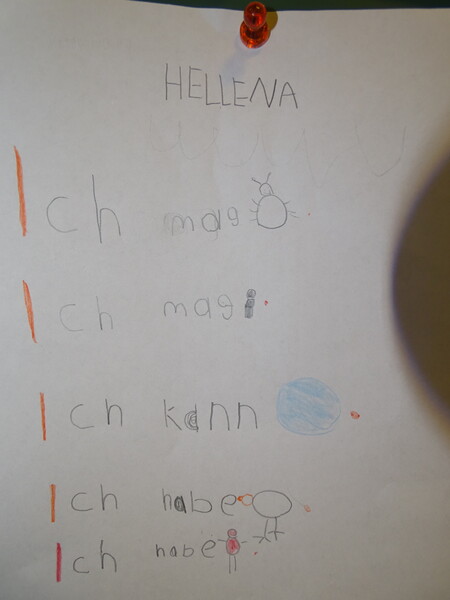 HELLENA
Ich mag
Ich mag
Ich kann
Ich habe
Ich habe